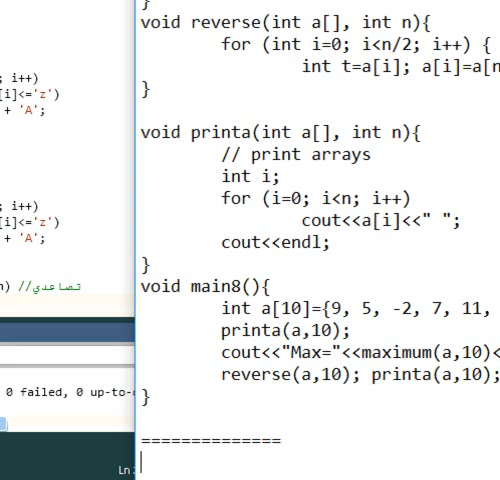 ; i++)
[i]<='z')
+ 'A';
; i++)
[i]<='z')
+ 'A';
n) //تصاعدي
0 failed, 0 up-to-
Ln
}
void reverse(int a[], int n){
for (int i=0; i<n/2; i++) {
int t=a[i]; a[i]=a[n
}
void printa(int a[], int n){
// print arrays
int i;
for (i=0; i<n; i++)
cout<<a[i]<<" ";
cout<<endl;
}
void main8(){
int a[10]={9, 5, -2, 7, 11,
printa(a,10);
cout<<"Max="<<maximum(a,10)<
reverse(a,10); printa(a,10);
}
==============